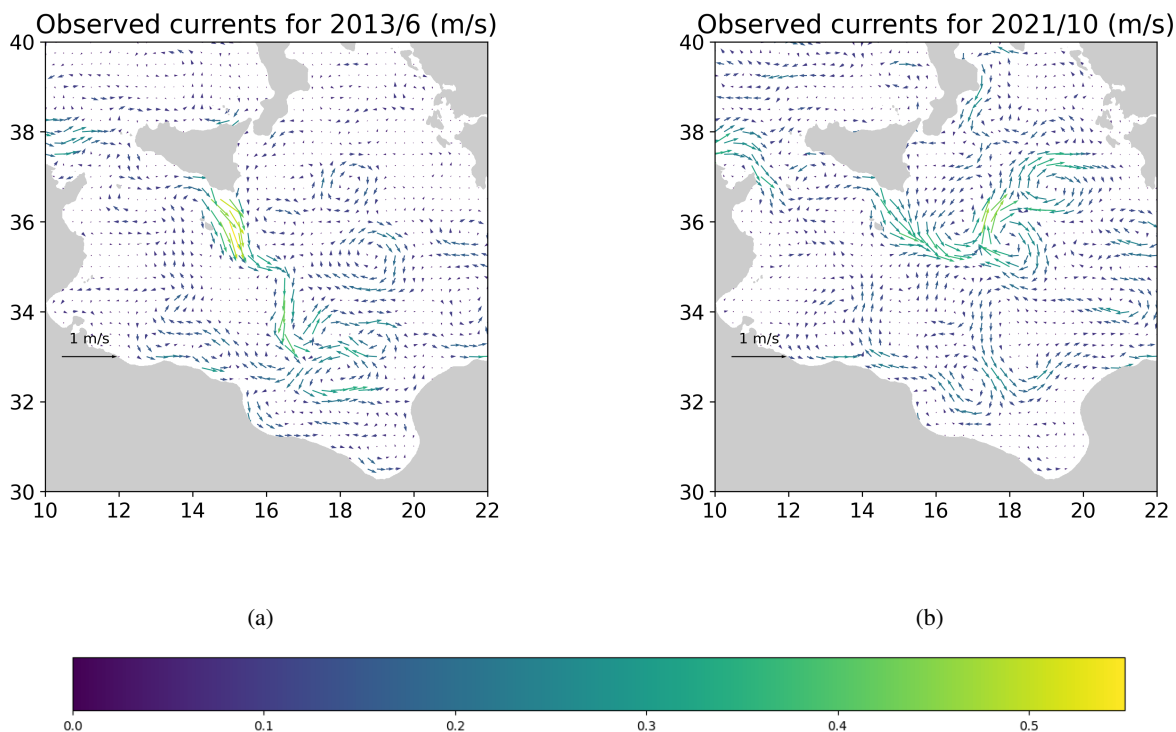 Observed currents for 2013/6 (m/s)
Observed currents for 2021/10 (m/s)
40
38
36
34
32
30
1 m/s
10 12 14 16 18 20 22
40
38
36
34
32
30
1 m/s
10 12 14 16 18 20 22
(a)
(b)
0.0 0.1 0.2 0.3 0.4 0.5